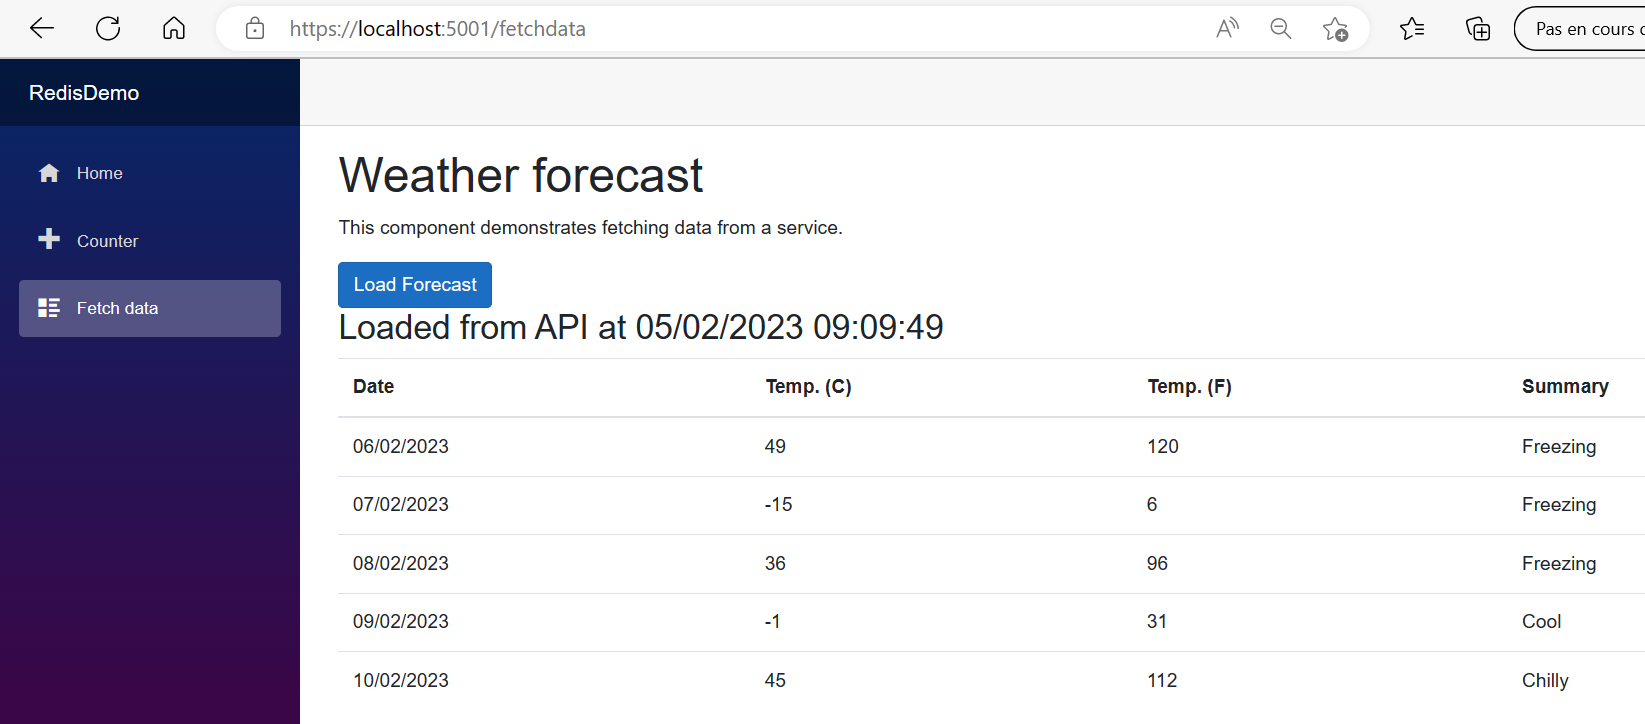 https://localhost:5001/fetchdata
Pas en cours
RedisDemo
Home
Counter
Fetch data
Weather forecast
This component demonstrates fetching data from a service.
Load Forecast
Loaded from API at 05/02/2023 09:09:49
Date Temp. (C) Temp. (F) Summary
06/02/2023 49 120 Freezing
07/02/2023 -15 6 Freezing
08/02/2023 36 96 Freezing
09/02/2023 -1 31 Cool
10/02/2023 45 112 Chilly